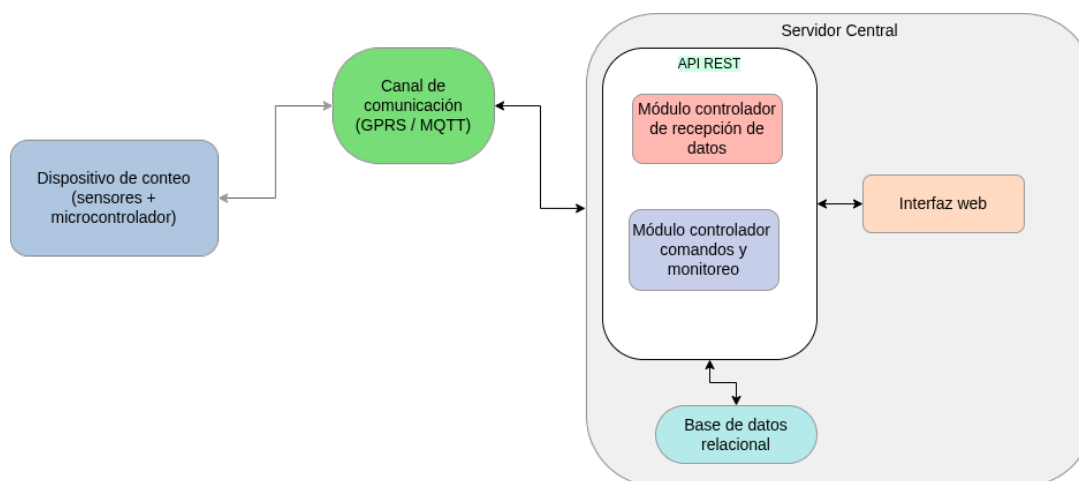 Servidor Central
API REST
Canal de
comunicación
(GPRS / MQTT)
Módulo controlador
de recepción de
datos
Dispositivo de conteo
(sensores +
microcontrolador)
Interfaz web
Módulo controlador
comandos y
monitoreo
Base de datos
relacional